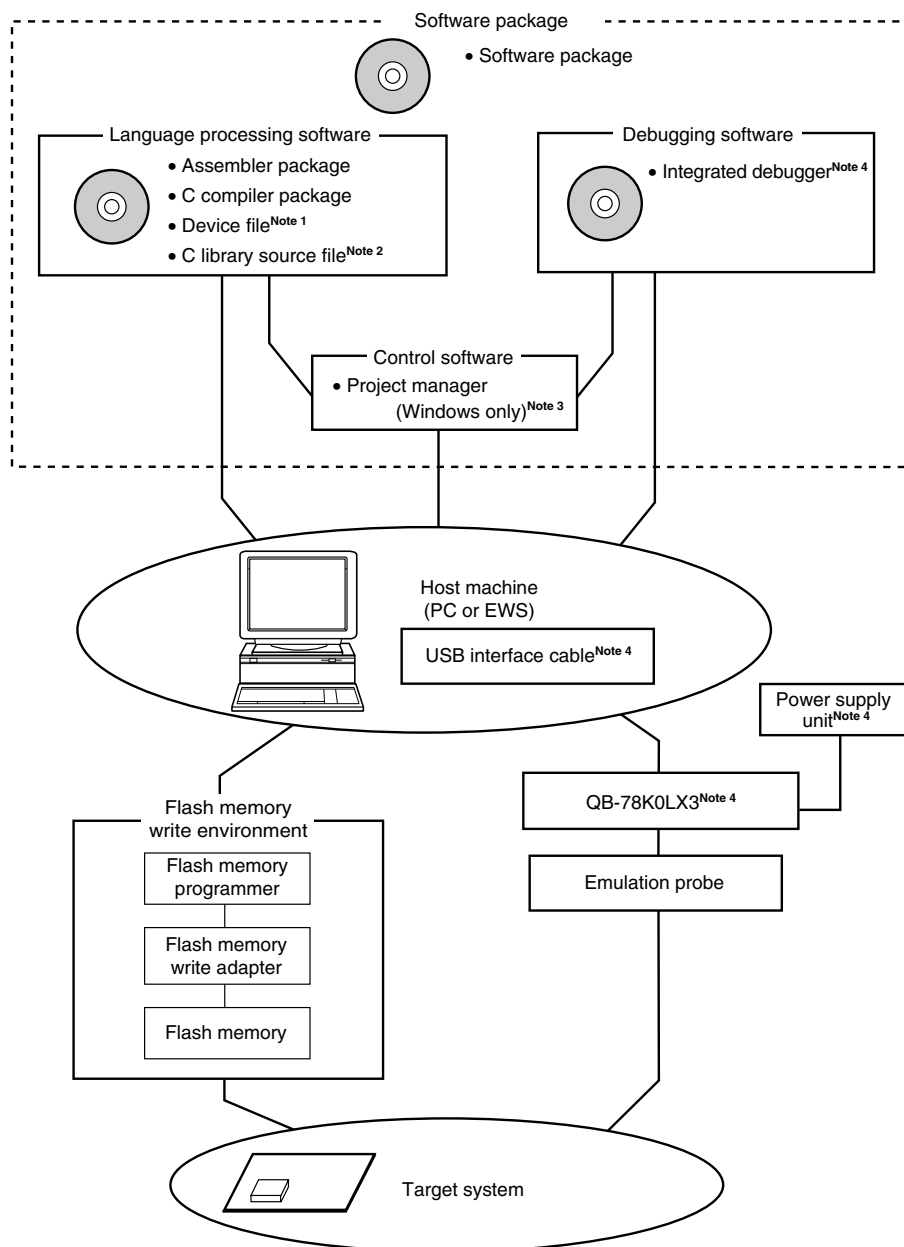 Software package
• Software package
Language processing software
• Assembler package
• C compiler package
• Device fileNote 1
• C library source fileNote 2
Debugging software
• Integrated debuggerNote 4
Control software
• Project manager
(Windows only)Note 3
Host machine
(PC or EWS)
USB interface cableNote 4
Power supply
unitNote 4
QB-78K0LX3Note 4
Emulation probe
Flash memory
write environment
Flash memory
programmer
Flash memory
write adapter
Flash memory
Target system